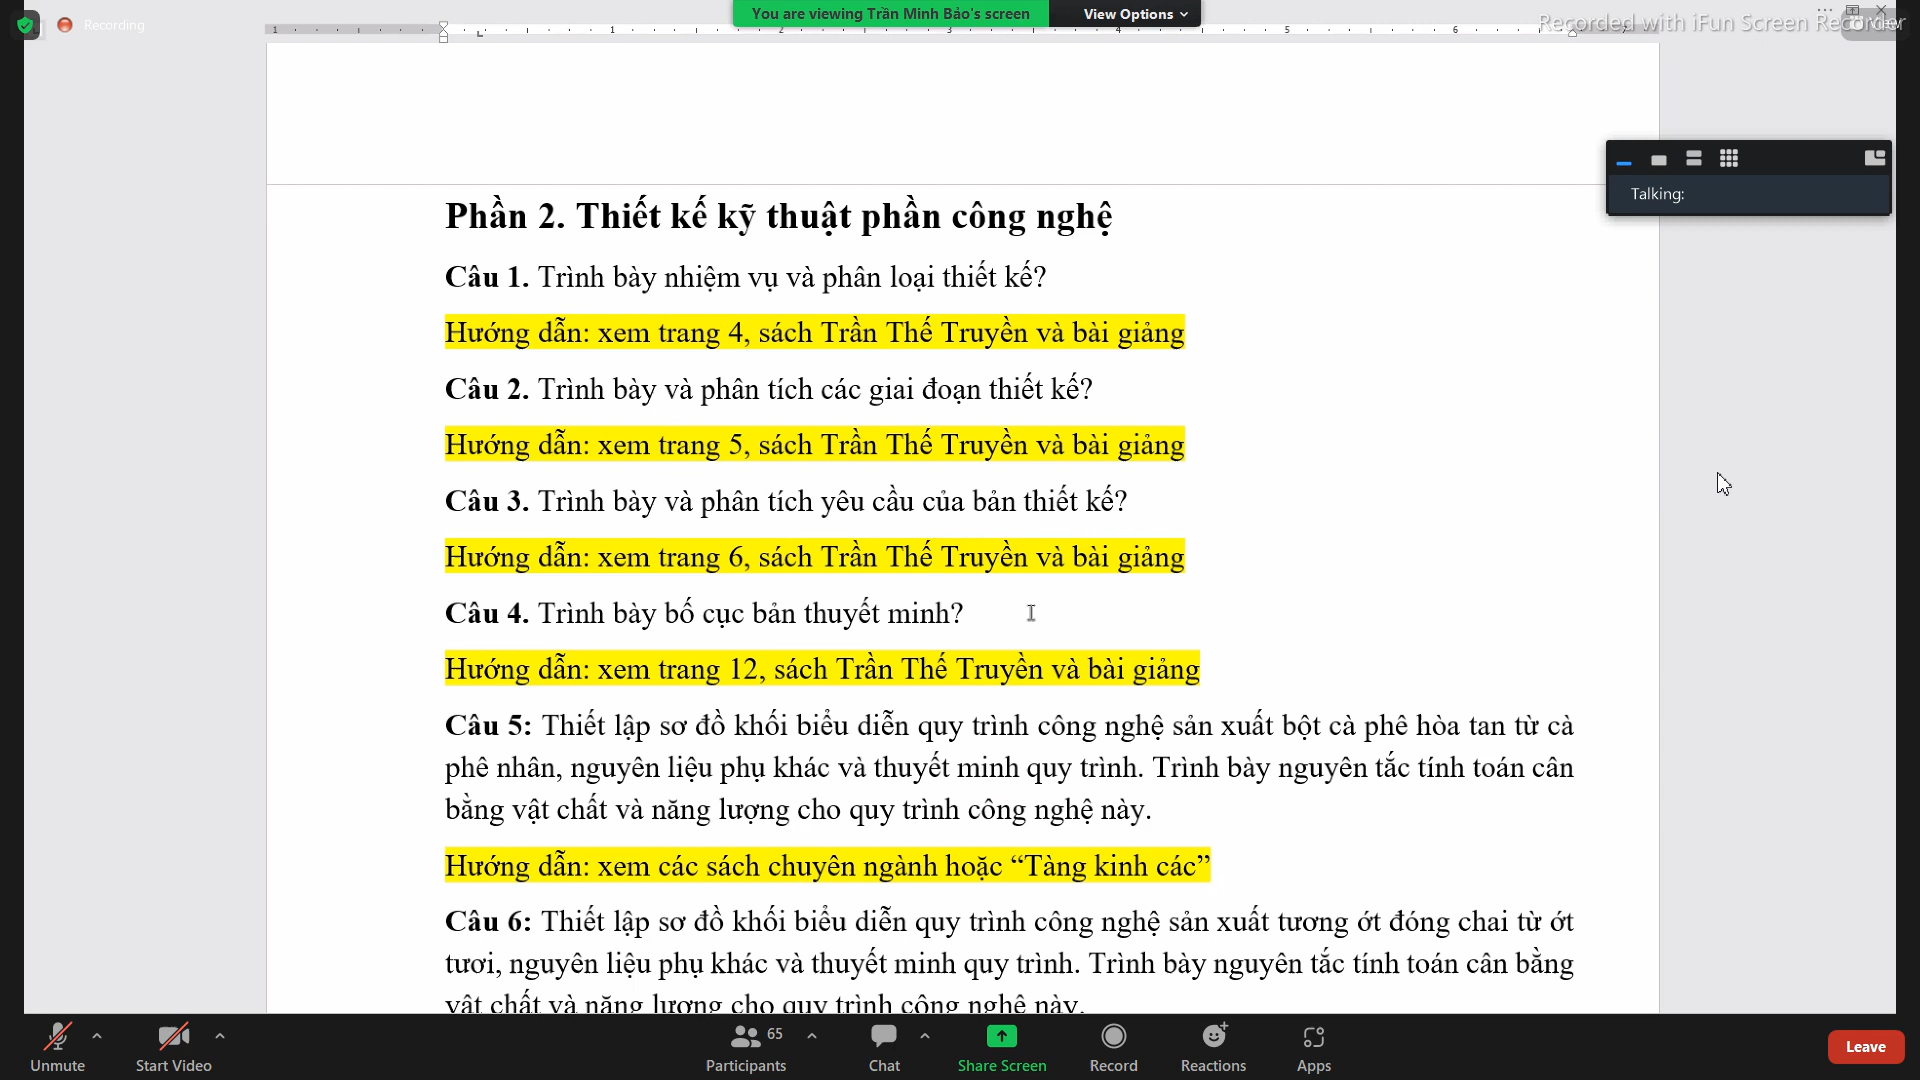 Recording
You are viewing Trần Minh Bảo's screen
View Options
Recorded with iFun Screen Recorder
1 1 2 3 4 5 6 7
Talking:
Phần 2. Thiết kế kỹ thuật phần công nghệ
Câu 1. Trình bày nhiệm vụ và phân loại thiết kế?
Hướng dẫn: xem trang 4, sách Trần Thế Truyền và bài giảng
Câu 2. Trình bày và phân tích các giai đoạn thiết kế?
Hướng dẫn: xem trang 5, sách Trần Thế Truyền và bài giảng
Câu 3. Trình bày và phân tích yêu cầu của bản thiết kế?
Hướng dẫn: xem trang 6, sách Trần Thế Truyền và bài giảng
Câu 4. Trình bày bố cục bản thuyết minh?
Hướng dẫn: xem trang 12, sách Trần Thế Truyền và bài giảng
Câu 5: Thiết lập sơ đồ khối biểu diễn quy trình công nghệ sản xuất bột cà phê hòa tan từ cà
phê nhân, nguyên liệu phụ khác và thuyết minh quy trình. Trình bày nguyên tắc tính toán cân
bằng vật chất và năng lượng cho quy trình công nghệ này.
Hướng dẫn: xem các sách chuyên ngành hoặc “Tàng kinh các”
Câu 6: Thiết lập sơ đồ khối biểu diễn quy trình công nghệ sản xuất tương ớt đóng chai từ ớt
tươi, nguyên liệu phụ khác và thuyết minh quy trình. Trình bày nguyên tắc tính toán cân bằng
vật chất và năng lượng cho quy trình công nghệ này.
Unmute
Start Video
65
Participants
Chat
Share Screen
Record
Reactions
Apps
Leave